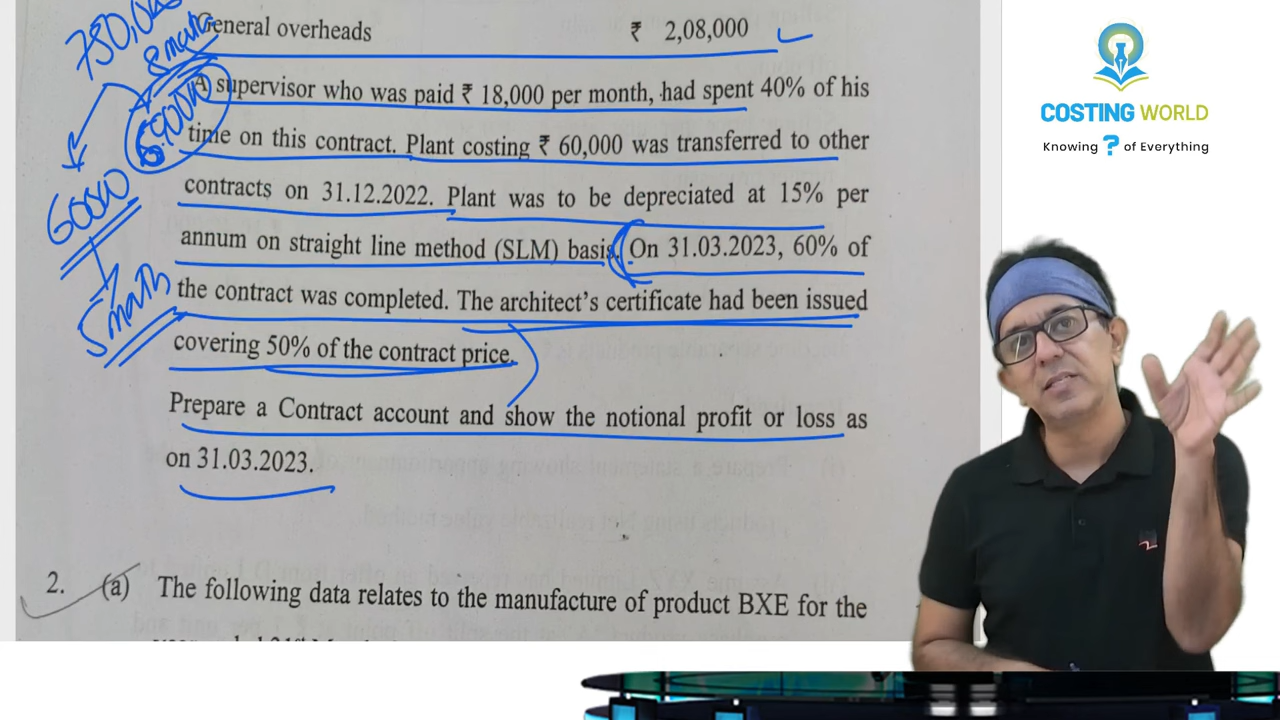 General overheads ₹ 2,08,000
A supervisor who was paid ₹ 18,000 per month, had spent 40% of his
time on this contract. Plant costing ₹ 60,000 was transferred to other
contracts on 31.12.2022. Plant was to be depreciated at 15% per
annum on straight line method (SLM) basis. On 31.03.2023, 60% of
the contract was completed. The architect's certificate had been issued
covering 50% of the contract price.
Prepare a Contract account and show the notional profit or loss as
on 31.03.2023.
2. (a) The following data relates to the manufacture of product BXE for the
60000
COSTING WORLD
Knowing ? of Everything